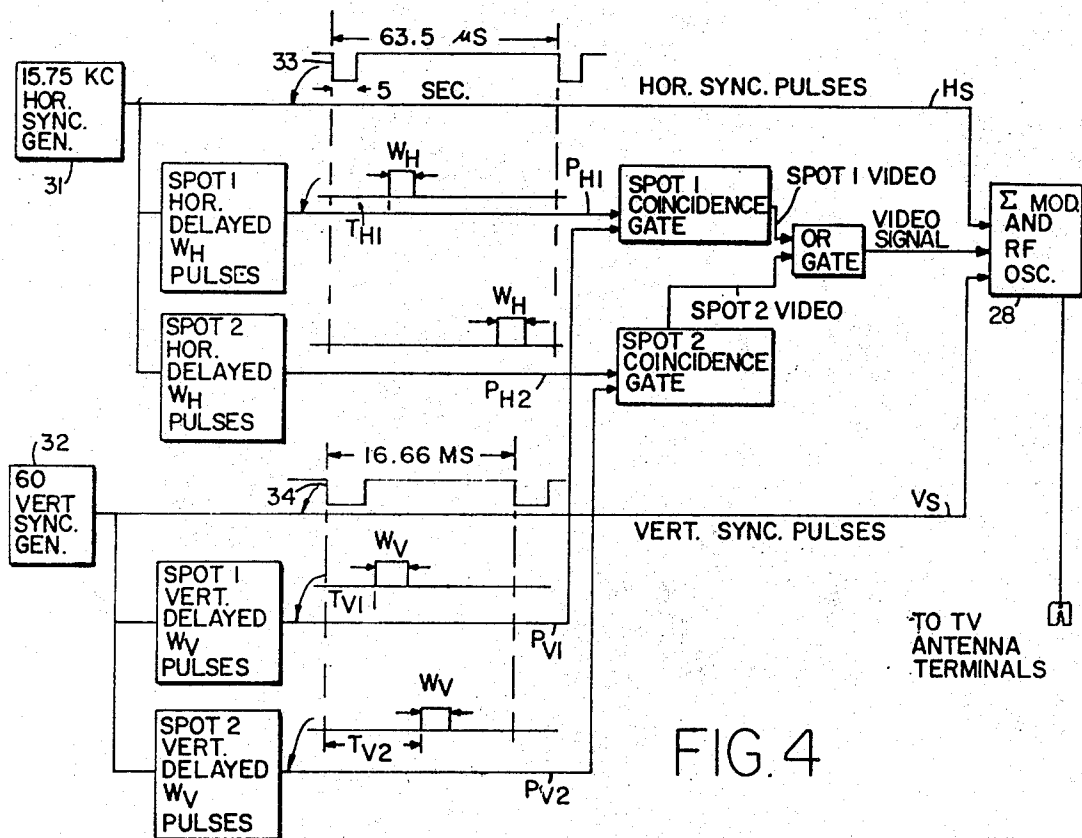 63.5 µS
33
15.75 KC
HOR.
SYNC.
GEN.
31
5 SEC.
HOR. SYNC. PULSES
HS
WH
SPOT 1
HOR.
DELAYED
WH
PULSES
TH1
PH1
SPOT 1
COINCIDENCE
GATE
SPOT 1 VIDEO
OR
GATE
VIDEO
SIGNAL
Σ MOD.
AND
RF
OSC.
28
SPOT 2 VIDEO
WH
SPOT 2
HOR.
DELAYED
WH
PULSES
PH2
SPOT 2
COINCIDENCE
GATE
32
60
VERT
SYNC.
GEN.
16.66 MS
34
VS
VERT. SYNC. PULSES
WV
SPOT 1
VERT.
DELAYED
WV
PULSES
TV1
PV1
TO TV
ANTENNA
TERMINALS
WV
SPOT 2
VERT.
DELAYED
WV
PULSES
TV2
PV2
FIG. 4